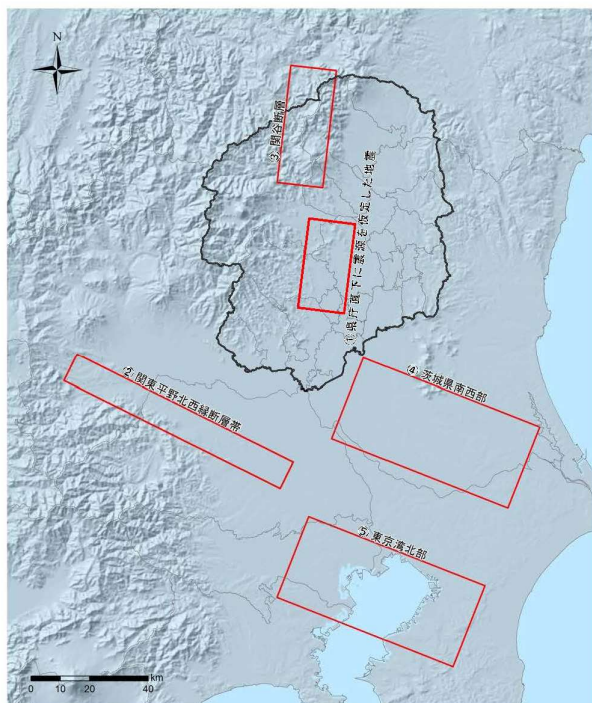 N
③ 関谷断層
① 県庁直下に震源を仮定した地震
② 関東平野北西縁断層帯
④ 茨城県南西部
⑤ 東京湾北部
0 10 20 40
km